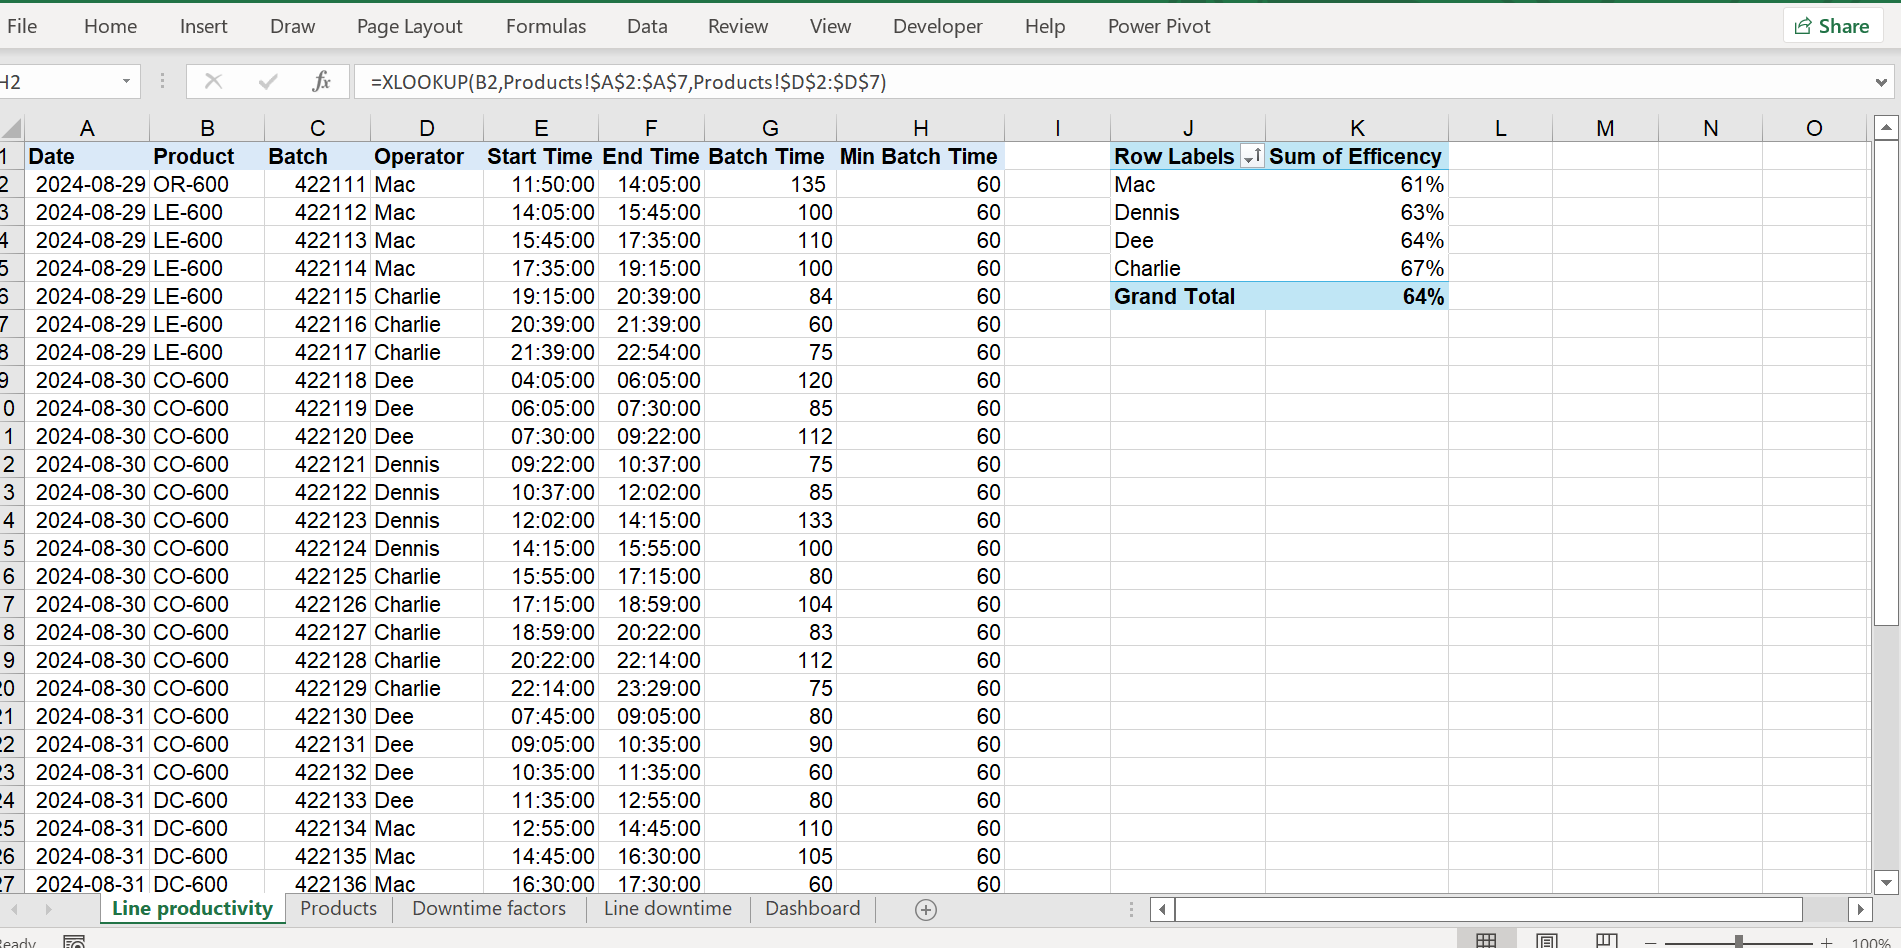 File Home Insert Draw Page Layout Formulas Data Review View Developer Help Power Pivot Share
H2 fx =XLOOKUP(B2,Products!$A$2:$A$7,Products!$D$2:$D$7)
A B C D E F G H I J K L M N O
1 Date Product Batch Operator Start Time End Time Batch Time Min Batch Time Row Labels Sum of Efficency
2 2024-08-29 OR-600 422111 Mac 11:50:00 14:05:00 135 60 Mac 61%
3 2024-08-29 LE-600 422112 Mac 14:05:00 15:45:00 100 60 Dennis 63%
4 2024-08-29 LE-600 422113 Mac 15:45:00 17:35:00 110 60 Dee 64%
5 2024-08-29 LE-600 422114 Mac 17:35:00 19:15:00 100 60 Charlie 67%
6 2024-08-29 LE-600 422115 Charlie 19:15:00 20:39:00 84 60 Grand Total 64%
7 2024-08-29 LE-600 422116 Charlie 20:39:00 21:39:00 60 60
8 2024-08-29 LE-600 422117 Charlie 21:39:00 22:54:00 75 60
9 2024-08-30 CO-600 422118 Dee 04:05:00 06:05:00 120 60
0 2024-08-30 CO-600 422119 Dee 06:05:00 07:30:00 85 60
1 2024-08-30 CO-600 422120 Dee 07:30:00 09:22:00 112 60
2 2024-08-30 CO-600 422121 Dennis 09:22:00 10:37:00 75 60
3 2024-08-30 CO-600 422122 Dennis 10:37:00 12:02:00 85 60
4 2024-08-30 CO-600 422123 Dennis 12:02:00 14:15:00 133 60
5 2024-08-30 CO-600 422124 Dennis 14:15:00 15:55:00 100 60
6 2024-08-30 CO-600 422125 Charlie 15:55:00 17:15:00 80 60
7 2024-08-30 CO-600 422126 Charlie 17:15:00 18:59:00 104 60
8 2024-08-30 CO-600 422127 Charlie 18:59:00 20:22:00 83 60
9 2024-08-30 CO-600 422128 Charlie 20:22:00 22:14:00 112 60
20 2024-08-30 CO-600 422129 Charlie 22:14:00 23:29:00 75 60
21 2024-08-31 CO-600 422130 Dee 07:45:00 09:05:00 80 60
22 2024-08-31 CO-600 422131 Dee 09:05:00 10:35:00 90 60
23 2024-08-31 CO-600 422132 Dee 10:35:00 11:35:00 60 60
24 2024-08-31 DC-600 422133 Dee 11:35:00 12:55:00 80 60
25 2024-08-31 DC-600 422134 Mac 12:55:00 14:45:00 110 60
26 2024-08-31 DC-600 422135 Mac 14:45:00 16:30:00 105 60
27 2024-08-31 DC-600 422136 Mac 16:30:00 17:30:00 60 60
Line productivity Products Downtime factors Line downtime Dashboard
Ready 100%